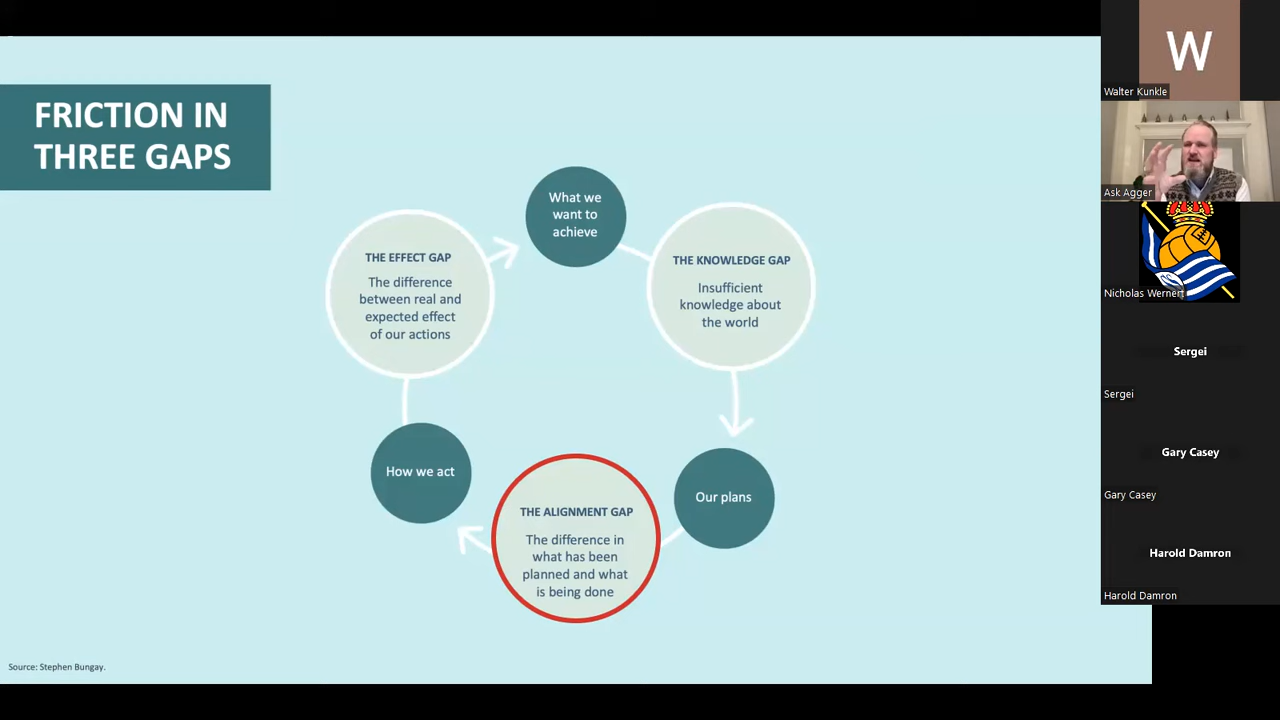 FRICTION IN
THREE GAPS
What we
want to
achieve
THE EFFECT GAP
The difference
between real and
expected effect
of our actions
THE KNOWLEDGE GAP
Insufficient
knowledge about
the world
How we act
Our plans
THE ALIGNMENT GAP
The difference in
what has been
planned and what
is being done
Source: Stephen Bungay.
W
Walter Kunkle
Ask Agger
Nicholas Wernert
Sergei
Sergei
Gary Casey
Gary Casey
Harold Damron
Harold Damron